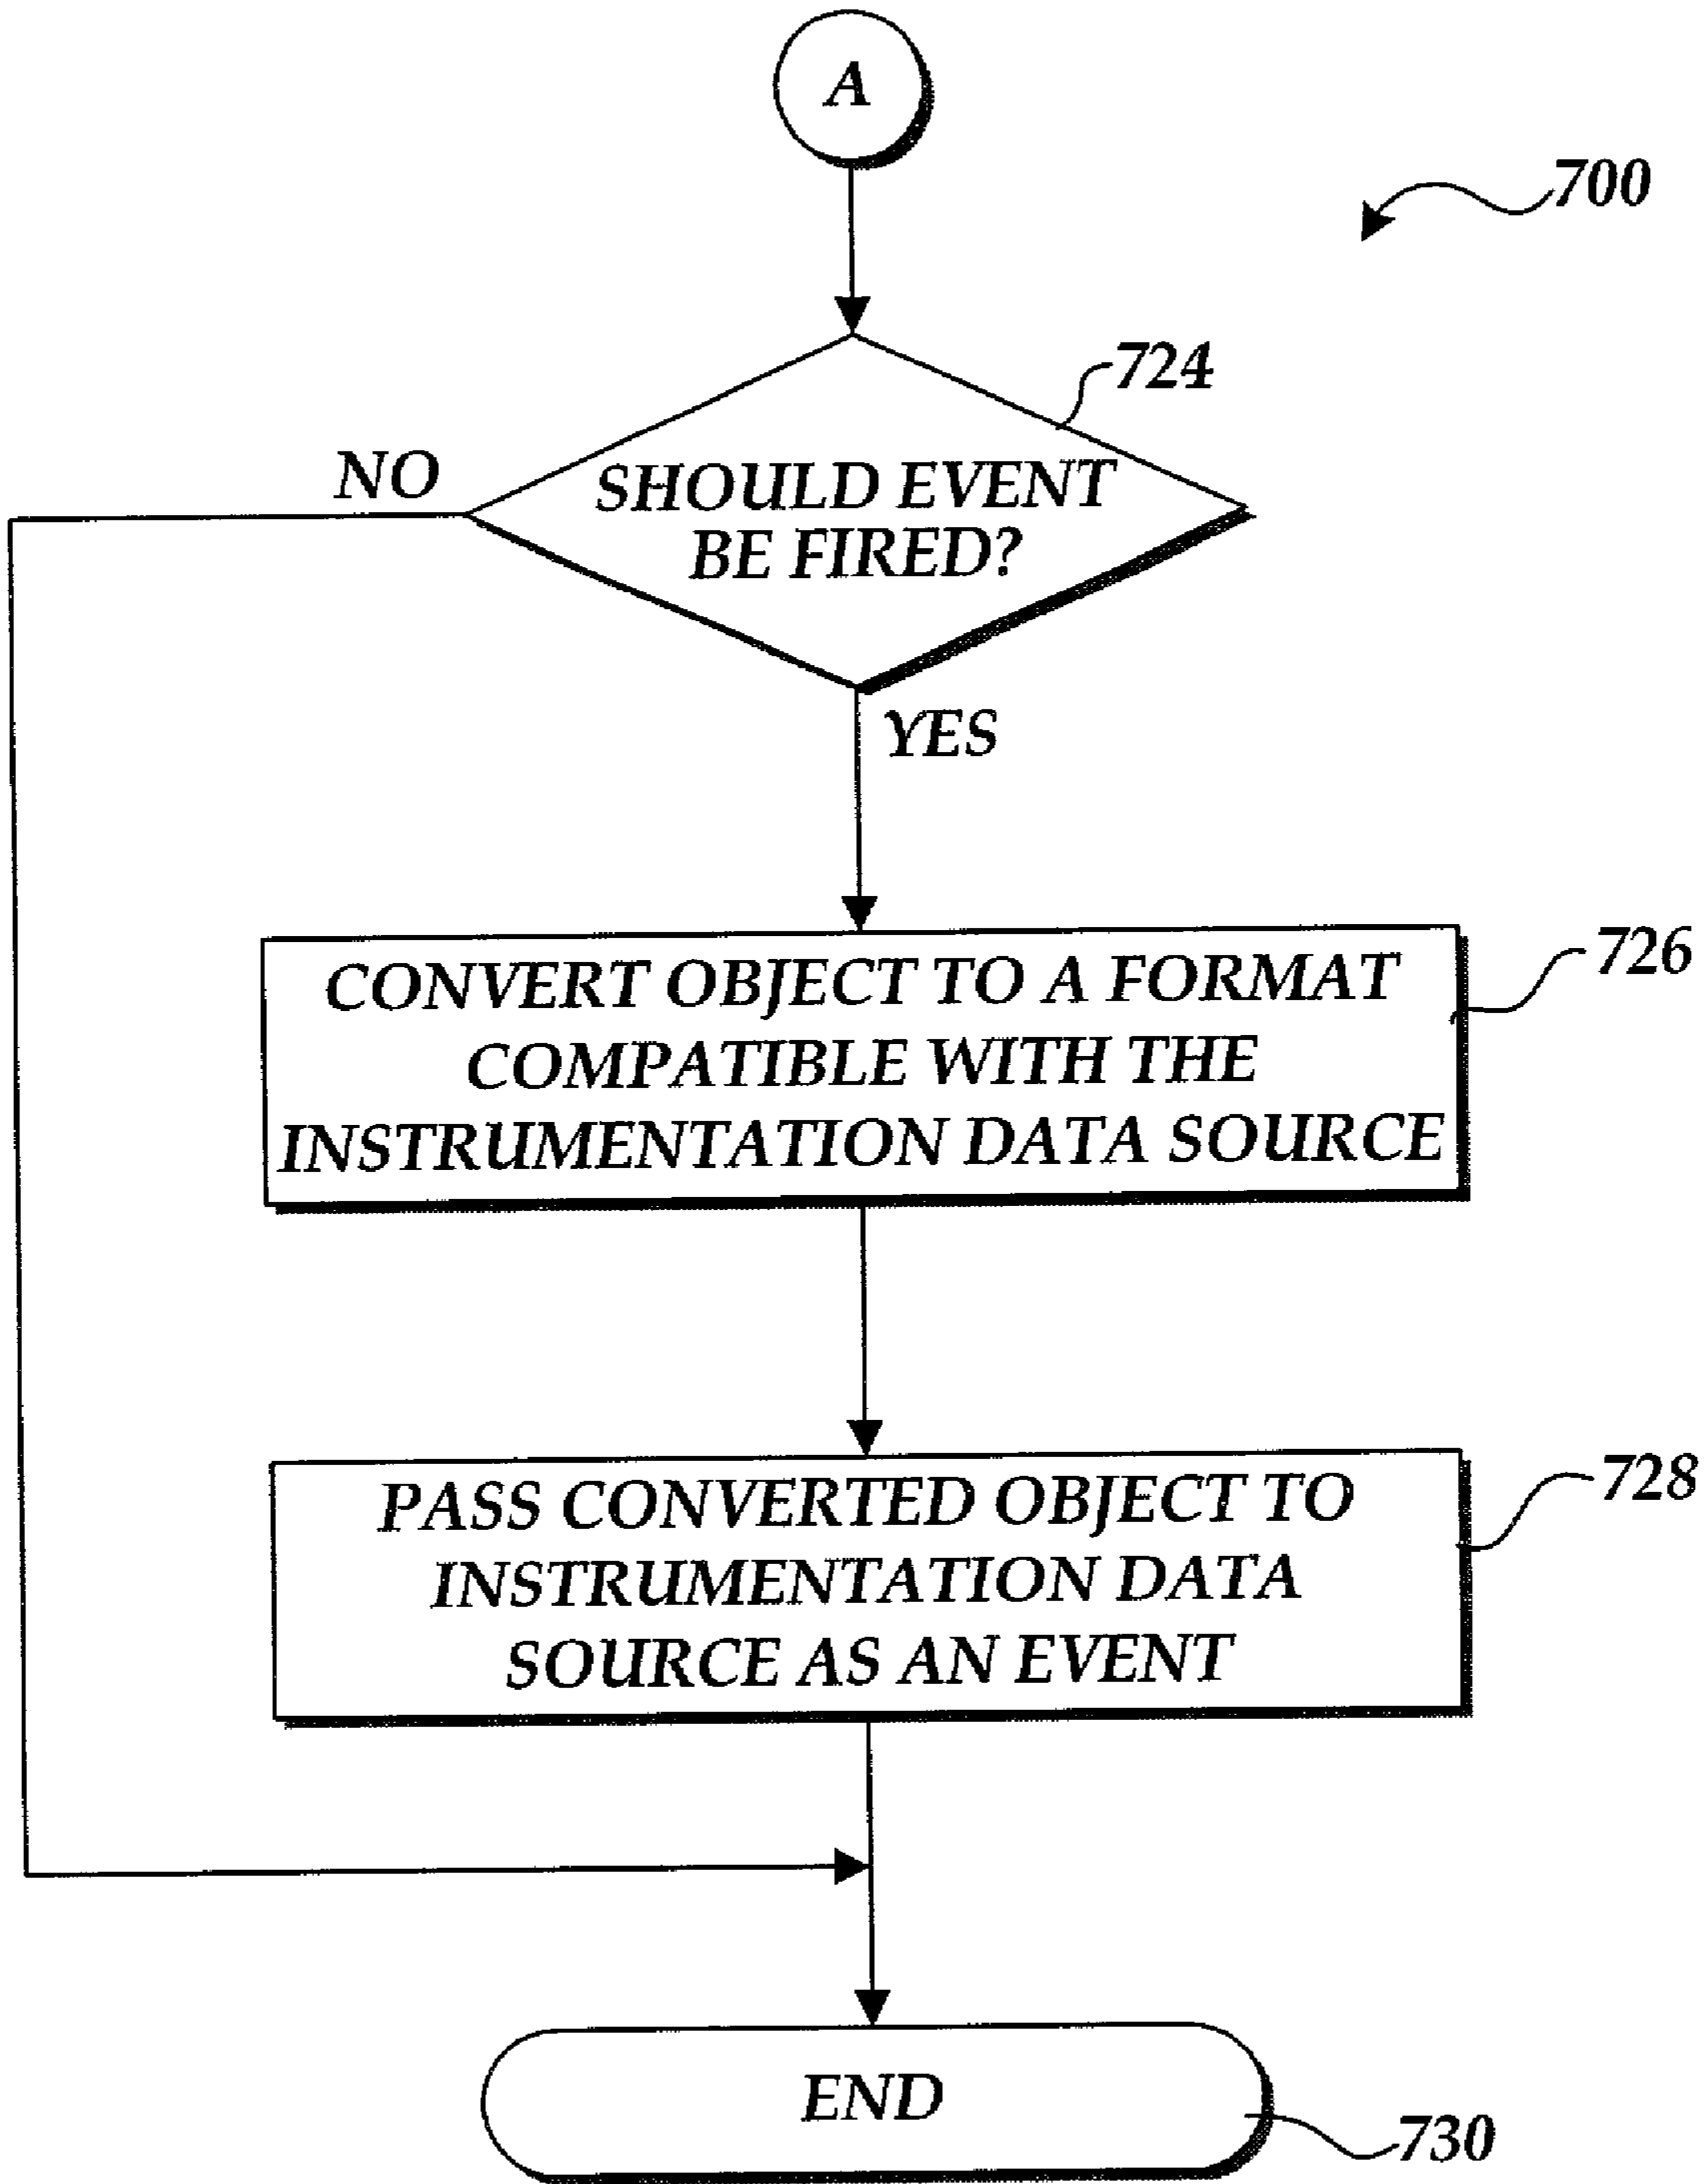 A
700
724
NO
SHOULD EVENT
BE FIRED?
YES
726
CONVERT OBJECT TO A FORMAT
COMPATIBLE WITH THE
INSTRUMENTATION DATA SOURCE
728
PASS CONVERTED OBJECT TO
INSTRUMENTATION DATA
SOURCE AS AN EVENT
END
730